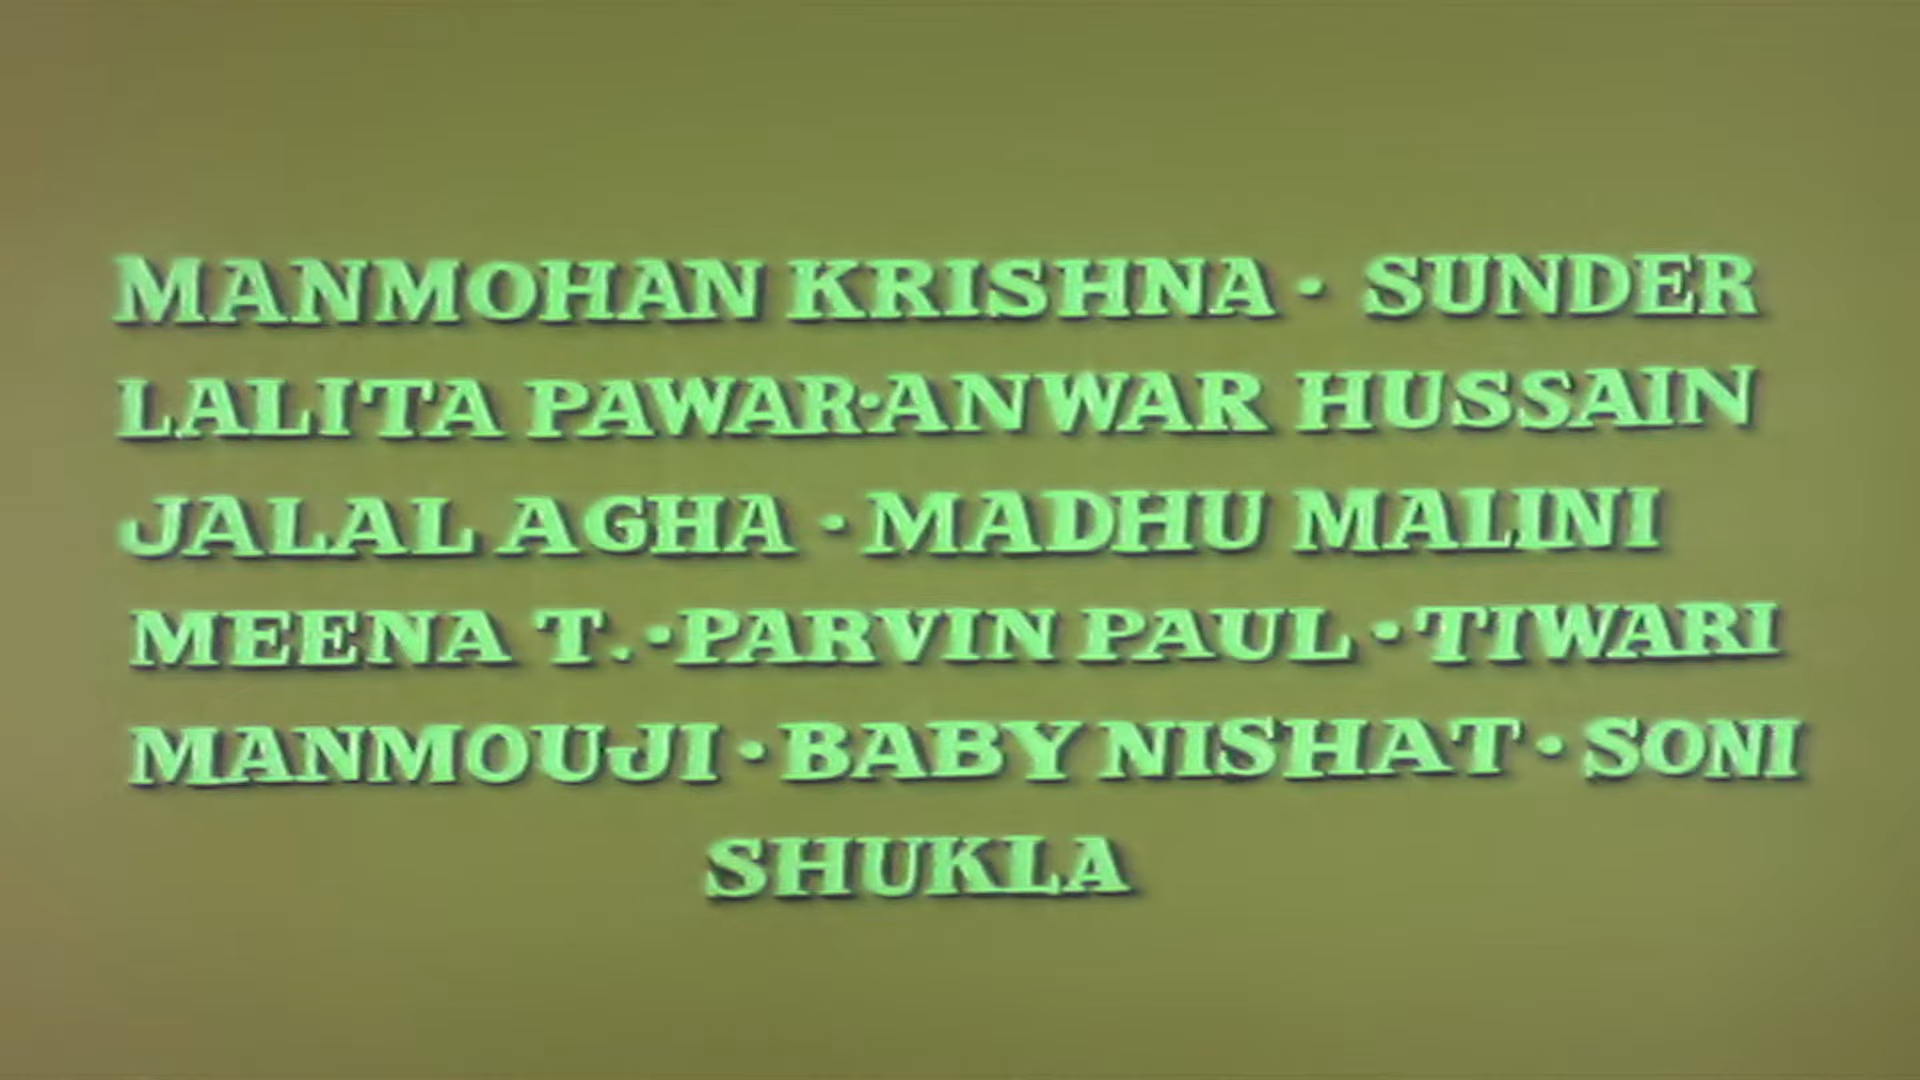 MANMOHAN KRISHNA · SUNDER
LALITA PAWAR·ANWAR HUSSAIN
JALAL AGHA · MADHU MALINI
MEENA T.·PARVIN PAUL·TIWARI
MANMOUJI·BABY NISHAT·SONI
SHUKLA